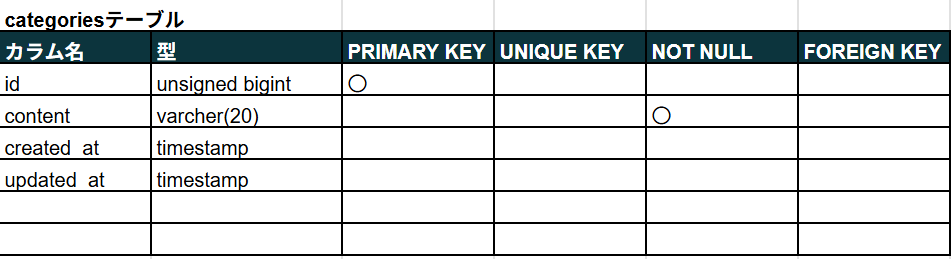 categoriesテーブル
カラム名 型 PRIMARY KEY UNIQUE KEY NOT NULL FOREIGN KEY
id unsigned bigint ○
content varcher(20) ○
created_at timestamp
updated_at timestamp